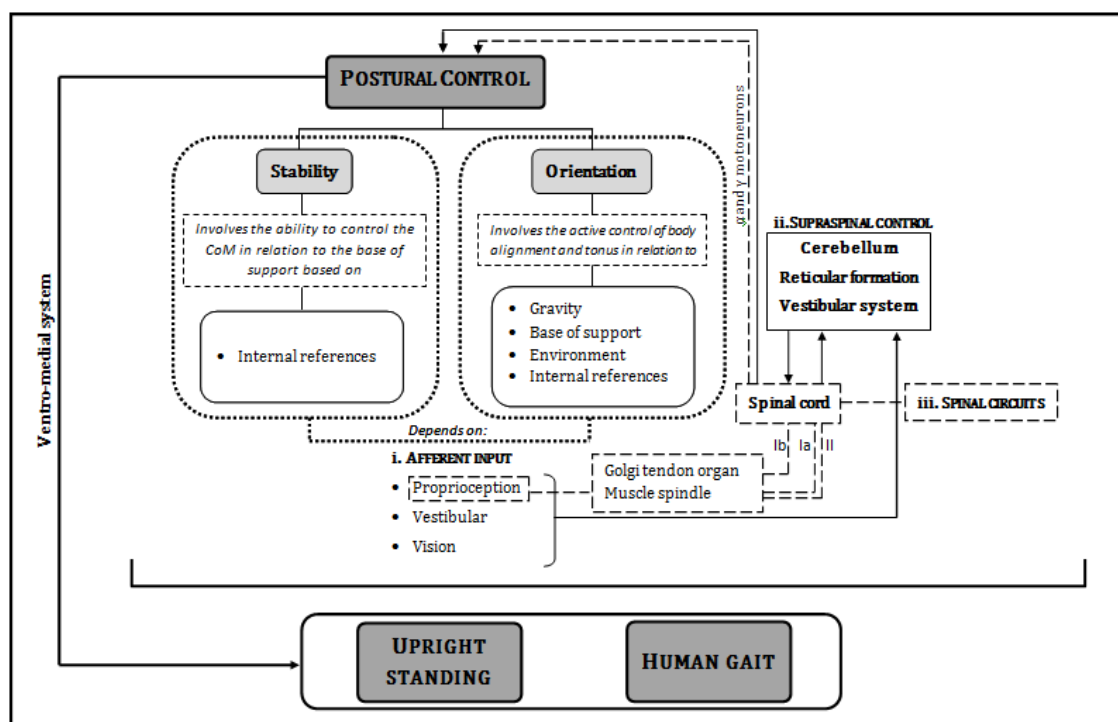 POSTURAL CONTROL
Stability
Involves the ability to control the
CoM in relation to the base of
support based on
• Internal references
Orientation
Involves the active control of body
alignment and tonus in relation to
• Gravity
• Base of support
• Environment
• Internal references
α and γ motoneurons
ii. SUPRASPINAL CONTROL
Cerebellum
Reticular formation
Vestibular system
Spinal cord
iii. SPINAL CIRCUITS
Ib
Ia
II
Depends on:
i. AFERENT INPUT
• Proprioception
• Vestibular
• Vision
Golgi tendon organ
Muscle spindle
Ventro-medial system
UPRIGHT
STANDING
HUMAN GAIT